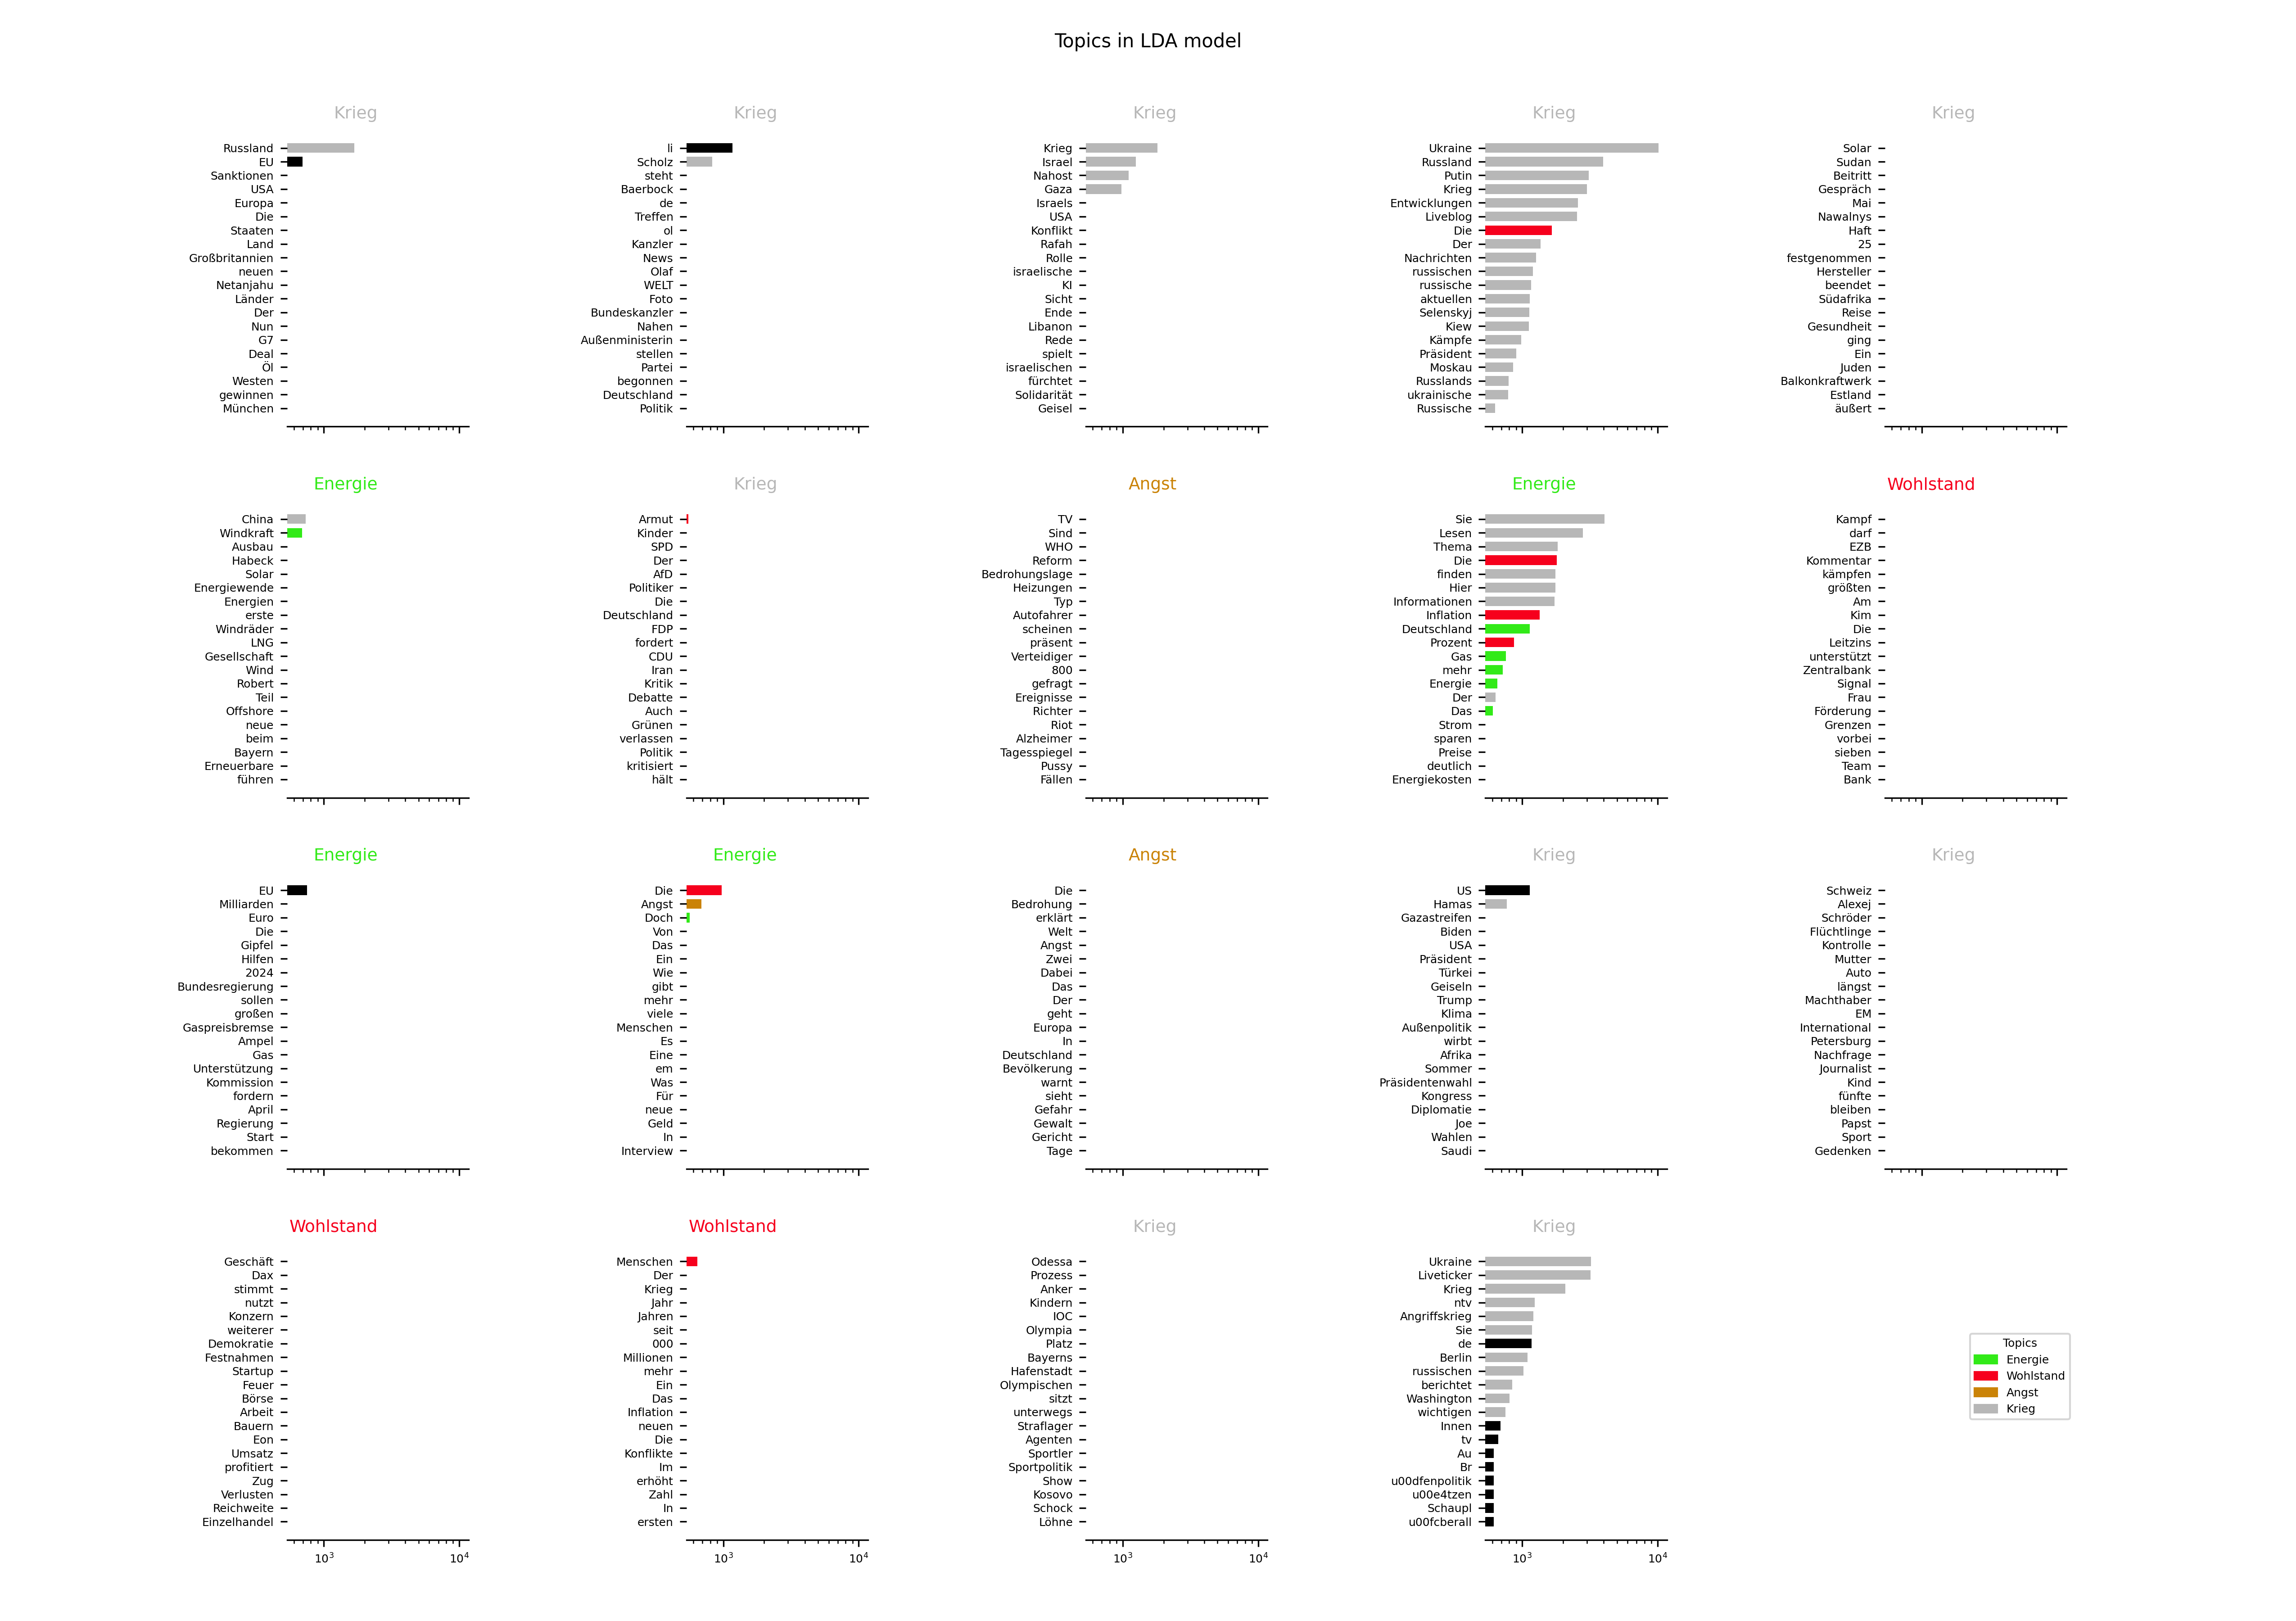 Topics in LDA model
Krieg
Russland
EU
Sanktionen
USA
Europa
Die
Staaten
Land
Großbritannien
neuen
Netanjahu
Länder
Der
Nun
G7
Deal
Öl
Westen
gewinnen
München
Krieg
li
Scholz
steht
Baerbock
de
Treffen
ol
Kanzler
News
Olaf
WELT
Foto
Bundeskanzler
Nahen
Außenministerin
stellen
Partei
begonnen
Deutschland
Politik
Krieg
Krieg
Israel
Nahost
Gaza
Israels
USA
Konflikt
Rafah
Rolle
israelische
KI
Sicht
Ende
Libanon
Rede
spielt
israelischen
fürchtet
Solidarität
Geisel
Krieg
Ukraine
Russland
Putin
Krieg
Entwicklungen
Liveblog
Die
Der
Nachrichten
russischen
russische
aktuellen
Selenskyj
Kiew
Kämpfe
Präsident
Moskau
Russlands
ukrainische
Russische
Krieg
Solar
Sudan
Beitritt
Gespräch
Mai
Nawalnys
Haft
25
festgenommen
Hersteller
beendet
Südafrika
Reise
Gesundheit
ging
Ein
Juden
Balkonkraftwerk
Estland
äußert
Energie
China
Windkraft
Ausbau
Habeck
Solar
Energiewende
Energien
erste
Windräder
LNG
Gesellschaft
Wind
Robert
Teil
Offshore
neue
beim
Bayern
Erneuerbare
führen
Krieg
Armut
Kinder
SPD
Der
AfD
Politiker
Die
Deutschland
FDP
fordert
CDU
Iran
Kritik
Debatte
Auch
Grünen
verlassen
Politik
kritisiert
hält
Angst
TV
Sind
WHO
Reform
Bedrohungslage
Heizungen
Typ
Autofahrer
scheinen
präsent
Verteidiger
800
gefragt
Ereignisse
Richter
Riot
Alzheimer
Tagesspiegel
Pussy
Fällen
Energie
Sie
Lesen
Thema
Die
finden
Hier
Informationen
Inflation
Deutschland
Prozent
Gas
mehr
Energie
Der
Das
Strom
sparen
Preise
deutlich
Energiekosten
Wohlstand
Kampf
darf
EZB
Kommentar
kämpfen
größten
Am
Kim
Die
Leitzins
unterstützt
Zentralbank
Signal
Frau
Förderung
Grenzen
vorbei
sieben
Team
Bank
Energie
EU
Milliarden
Euro
Die
Gipfel
Hilfen
2024
Bundesregierung
sollen
großen
Gaspreisbremse
Ampel
Gas
Unterstützung
Kommission
fordern
April
Regierung
Start
bekommen
Energie
Die
Angst
Doch
Von
Das
Ein
Wie
gibt
mehr
viele
Menschen
Es
Eine
em
Was
Für
neue
Geld
In
Interview
Angst
Die
Bedrohung
erklärt
Welt
Angst
Zwei
Dabei
Das
Der
geht
Europa
In
Deutschland
Bevölkerung
warnt
sieht
Gefahr
Gewalt
Gericht
Tage
Krieg
US
Hamas
Gazastreifen
Biden
USA
Präsident
Türkei
Geiseln
Trump
Klima
Außenpolitik
wirbt
Afrika
Sommer
Präsidentenwahl
Kongress
Diplomatie
Joe
Wahlen
Saudi
Krieg
Schweiz
Alexej
Schröder
Flüchtlinge
Kontrolle
Mutter
Auto
längst
Machthaber
EM
International
Petersburg
Nachfrage
Journalist
Kind
fünfte
bleiben
Papst
Sport
Gedenken
Wohlstand
Geschäft
Dax
stimmt
nutzt
Konzern
weiterer
Demokratie
Festnahmen
Startup
Feuer
Börse
Arbeit
Bauern
Eon
Umsatz
profitiert
Zug
Verlusten
Reichweite
Einzelhandel
10³ 10⁴
Wohlstand
Menschen
Der
Krieg
Jahr
Jahren
seit
000
Millionen
mehr
Ein
Das
Inflation
neuen
Die
Konflikte
Im
erhöht
Zahl
In
ersten
10³ 10⁴
Krieg
Odessa
Prozess
Anker
Kindern
IOC
Olympia
Platz
Bayerns
Hafenstadt
Olympischen
sitzt
unterwegs
Straflager
Agenten
Sportler
Sportpolitik
Show
Kosovo
Schock
Löhne
10³ 10⁴
Krieg
Ukraine
Liveticker
Krieg
ntv
Angriffskrieg
Sie
de
Berlin
russischen
berichtet
Washington
wichtigen
Innen
tv
Au
Br
u00dfenpolitik
u00e4tzen
Schaupl
u00fcberall
10³ 10⁴
Topics
Energie
Wohlstand
Angst
Krieg